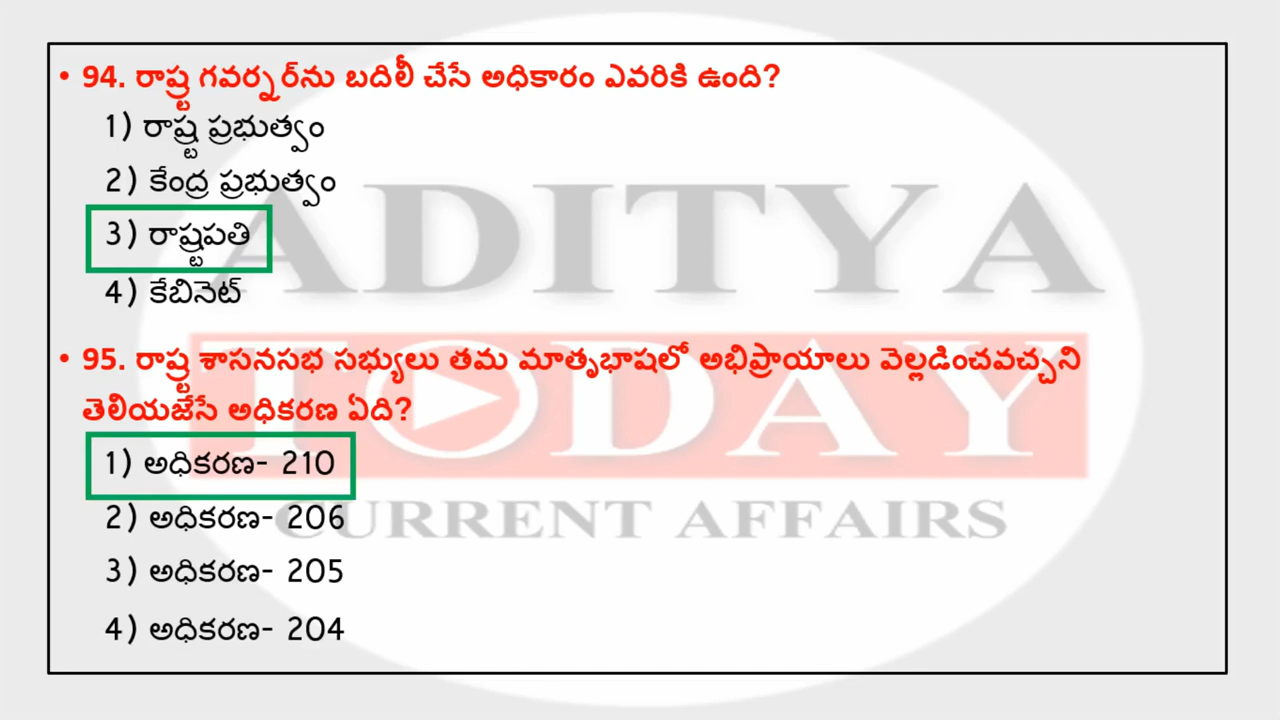 • 94. రాష్ట్ర గవర్నర్‌ను బదిలీ చేసే అధికారం ఎవరికి ఉంది?
1) రాష్ట్ర ప్రభుత్వం
2) కేంద్ర ప్రభుత్వం
3) రాష్ట్రపతి
4) కేబినెట్
• 95. రాష్ట్ర శాసనసభ సభ్యులు తమ మాతృభాషలో అభిప్రాయాలు వెల్లడించవచ్చని
తెలియజేసే అధికరణ ఏది?
1) అధికరణ- 210
2) అధికరణ- 206
3) అధికరణ- 205
4) అధికరణ- 204
ADITYA
TODAY
CURRENT AFFAIRS